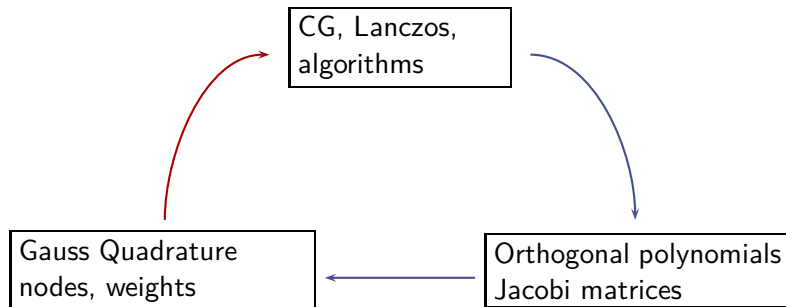 CG, Lanczos,
algorithms
Gauss Quadrature
nodes, weights
Orthogonal polynomials
Jacobi matrices